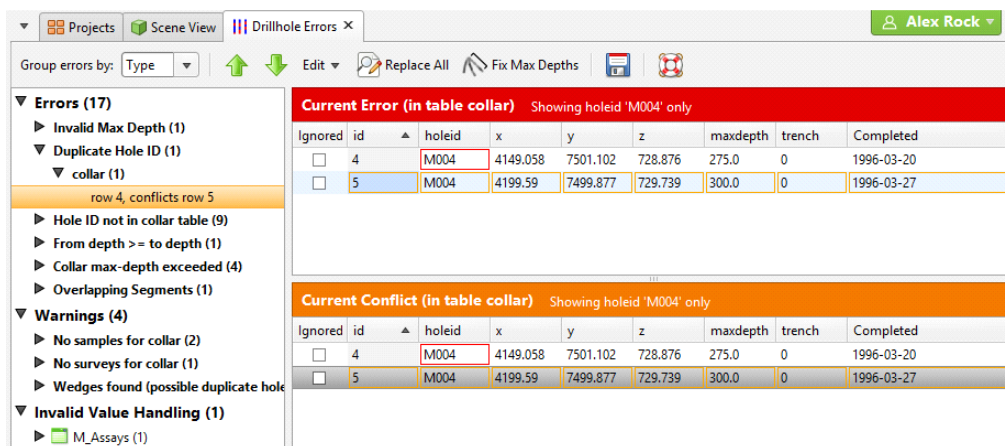 Projects Scene View Drillhole Errors X Alex Rock
Group errors by: Type Edit Replace All Fix Max Depths
Errors (17)
Invalid Max Depth (1)
Duplicate Hole ID (1)
collar (1)
row 4, conflicts row 5
Hole ID not in collar table (9)
From depth >= to depth (1)
Collar max-depth exceeded (4)
Overlapping Segments (1)
Warnings (4)
No samples for collar (2)
No surveys for collar (1)
Wedges found (possible duplicate hole
Invalid Value Handling (1)
M_Assays (1)
Current Error (in table collar) Showing holeid 'M004' only
Ignored id holeid x y z maxdepth trench Completed
4 M004 4149.058 7501.102 728.876 275.0 0 1996-03-20
5 M004 4199.59 7499.877 729.739 300.0 0 1996-03-27
Current Conflict (in table collar) Showing holeid 'M004' only
Ignored id holeid x y z maxdepth trench Completed
4 M004 4149.058 7501.102 728.876 275.0 0 1996-03-20
5 M004 4199.59 7499.877 729.739 300.0 0 1996-03-27